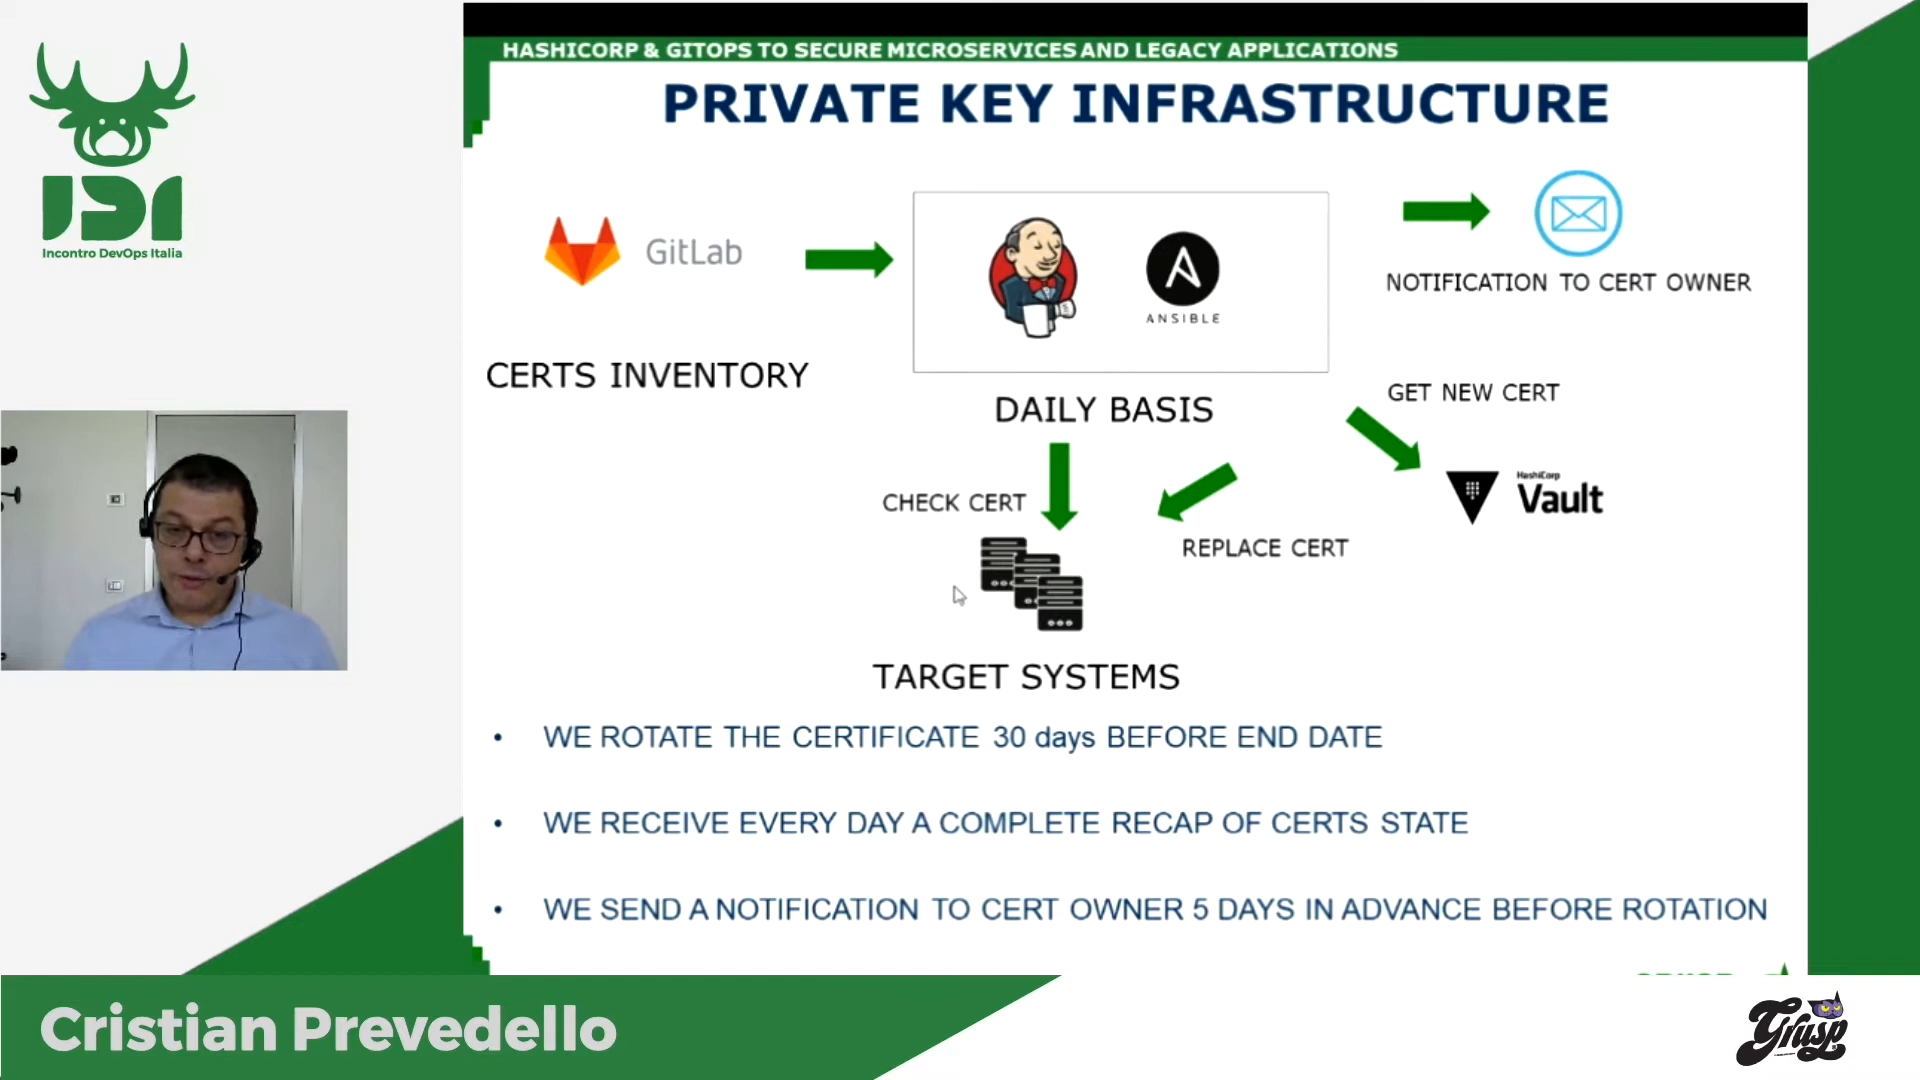 HASHICORP & GITOPS TO SECURE MICROSERVICES AND LEGACY APPLICATIONS
PRIVATE KEY INFRASTRUCTURE
IDI
Incontro DevOps Italia
GitLab
ANSIBLE
NOTIFICATION TO CERT OWNER
CERTS INVENTORY
DAILY BASIS
GET NEW CERT
CHECK CERT
HashiCorp
Vault
REPLACE CERT
TARGET SYSTEMS
• WE ROTATE THE CERTIFICATE 30 days BEFORE END DATE
• WE RECEIVE EVERY DAY A COMPLETE RECAP OF CERTS STATE
• WE SEND A NOTIFICATION TO CERT OWNER 5 DAYS IN ADVANCE BEFORE ROTATION
Cristian Prevedello
Grusp